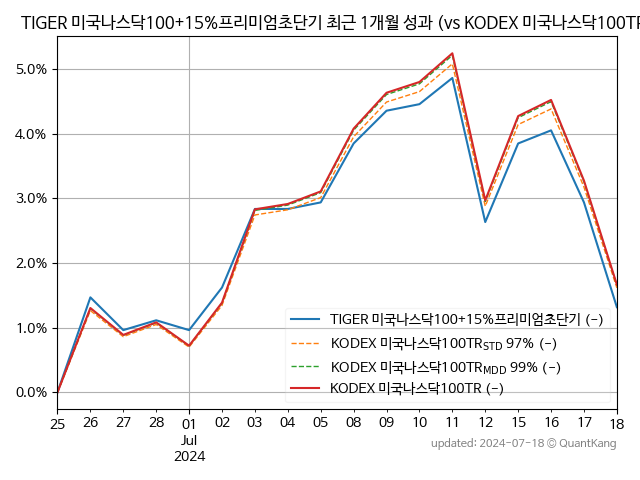 TIGER 미국나스닥100+15%프리미엄초단기 최근 1개월 성과 (vs KODEX 미국나스닥100TR
5.0%
4.0%
3.0%
2.0%
1.0%
0.0%
TIGER 미국나스닥100+15%프리미엄초단기 (-)
KODEX 미국나스닥100TRSTD 97% (-)
KODEX 미국나스닥100TRMDD 99% (-)
KODEX 미국나스닥100TR (-)
25 26 27 28 01 02 03 04 05 08 09 10 11 12 15 16 17 18
Jul
2024
updated: 2024-07-18 © QuantKang